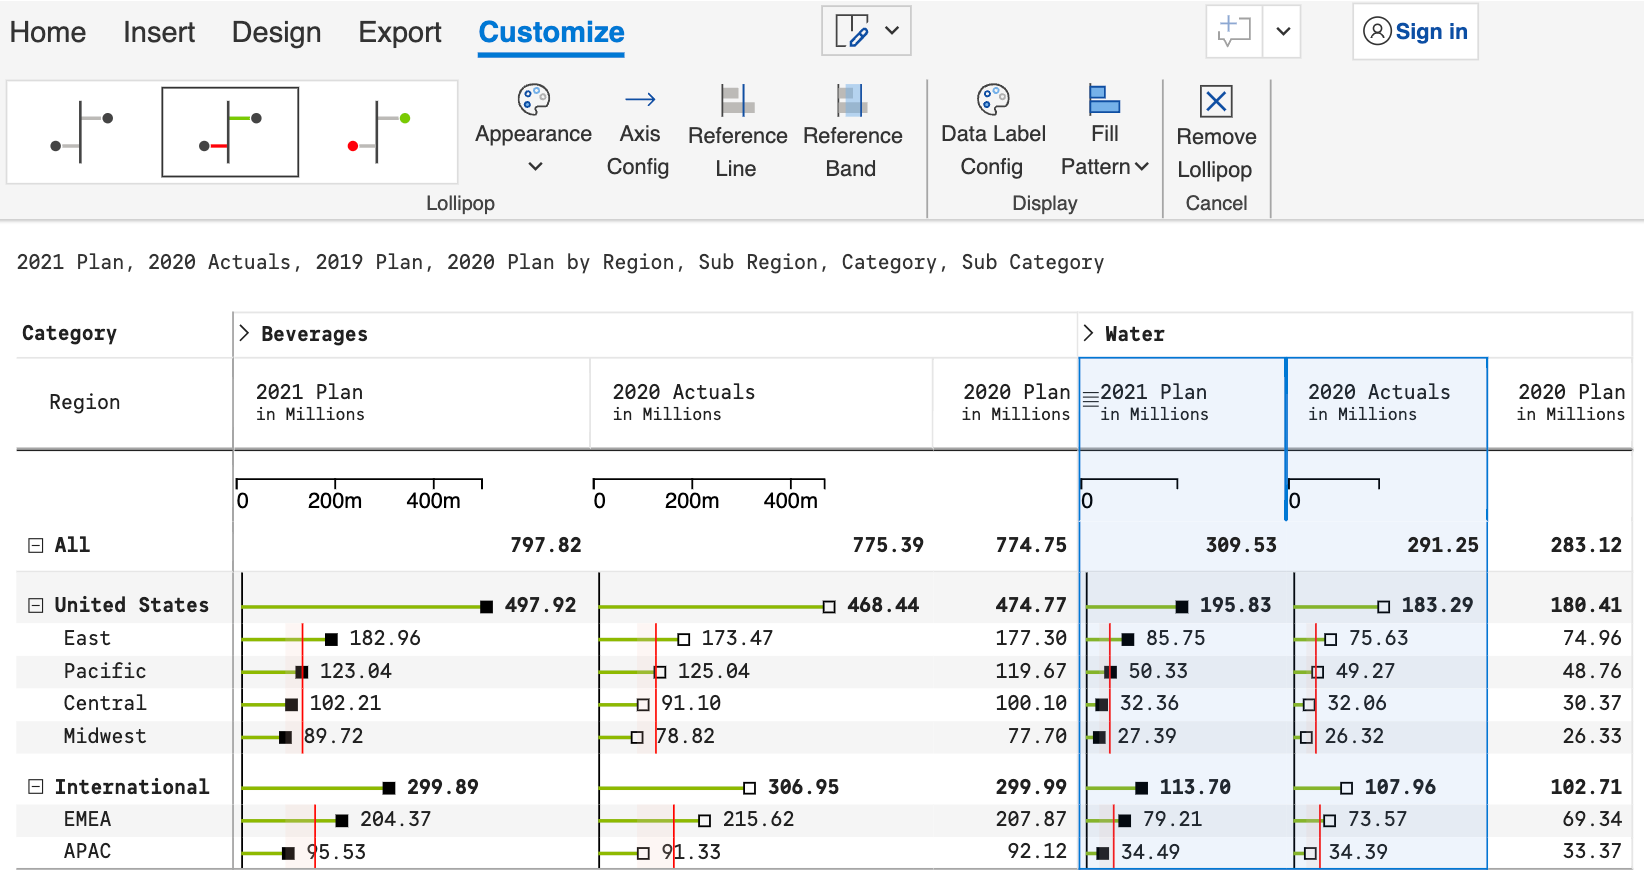 Home Insert Design Export Customize Sign in
Appearance Axis Config Reference Line Reference Band Data Label Config Fill Pattern Remove Lollipop
Lollipop Display Cancel
2021 Plan, 2020 Actuals, 2019 Plan, 2020 Plan by Region, Sub Region, Category, Sub Category
Category Beverages Water
Region 2021 Plan 2020 Actuals 2020 Plan 2021 Plan 2020 Actuals 2020 Plan
in Millions in Millions in Millions in Millions in Millions in Millions
0 200m 400m 0 200m 400m 0 0
All 797.82 775.39 774.75 309.53 291.25 283.12
United States 497.92 468.44 474.77 195.83 183.29 180.41
East 182.96 173.47 177.30 85.75 75.63 74.96
Pacific 123.04 125.04 119.67 50.33 49.27 48.76
Central 102.21 91.10 100.10 32.36 32.06 30.37
Midwest 89.72 78.82 77.70 27.39 26.32 26.33
International 299.89 306.95 299.99 113.70 107.96 102.71
EMEA 204.37 215.62 207.87 79.21 73.57 69.34
APAC 95.53 91.33 92.12 34.49 34.39 33.37